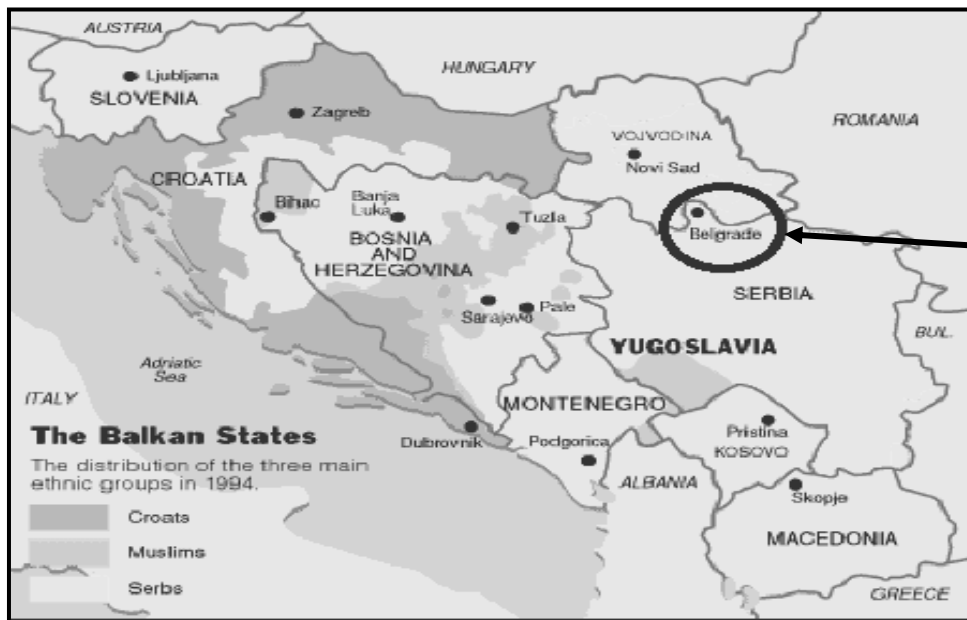 AUSTRIA
Ljubljana
SLOVENIA
HUNGARY
Zagreb
ROMANIA
VOJVODINA
Novi Sad
CROATIA
Bihac
Banja
Luka
Tuzla
Belgrade
BOSNIA
AND
HERZEGOVINA
SERBIA
Sarajevo
Pale
BUL.
YUGOSLAVIA
Adriatic
Sea
ITALY
MONTENEGRO
The Balkan States
Dubrovnik
Podgorica
Pristina
KOSOVO
The distribution of the three main
ethnic groups in 1994.
ALBANIA
Skopje
Croats
MACEDONIA
Muslims
Serbs
GREECE